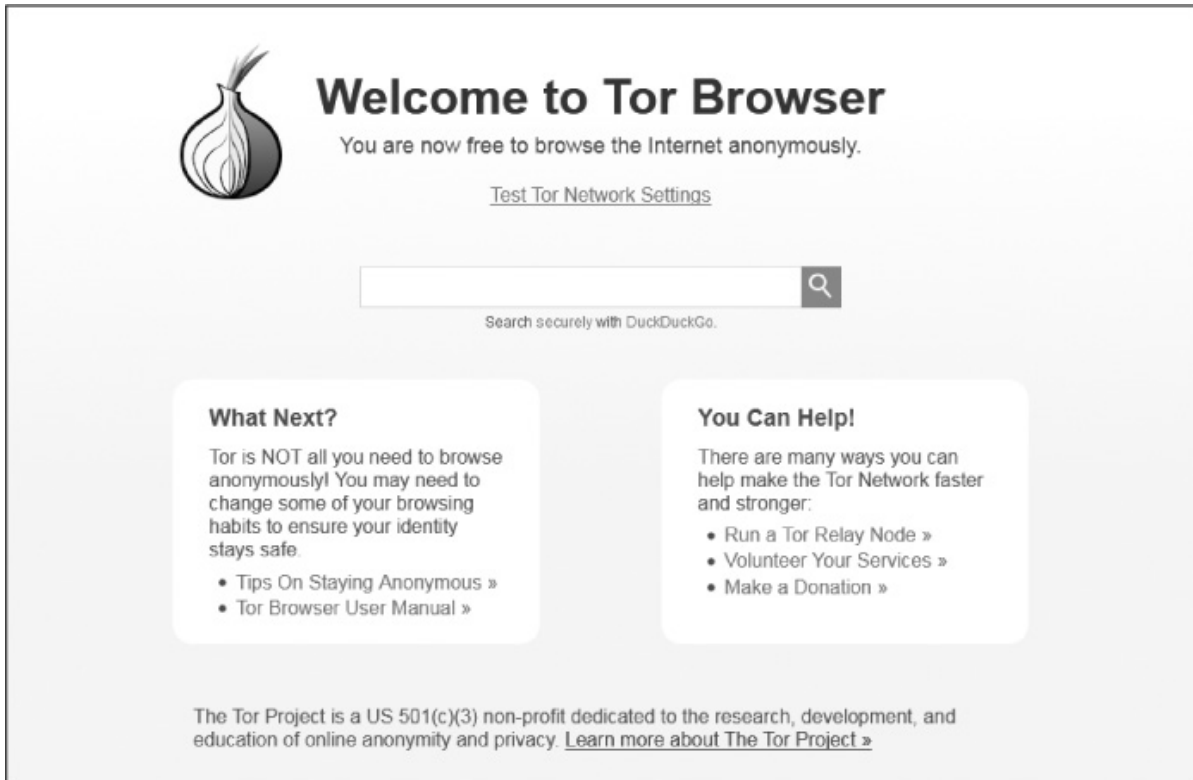 Welcome to Tor Browser
You are now free to browse the Internet anonymously.
Test Tor Network Settings
Search securely with DuckDuckGo.
What Next?
Tor is NOT all you need to browse
anonymously! You may need to
change some of your browsing
habits to ensure your identity
stays safe.
• Tips On Staying Anonymous »
• Tor Browser User Manual »
You Can Help!
There are many ways you can
help make the Tor Network faster
and stronger:
• Run a Tor Relay Node »
• Volunteer Your Services »
• Make a Donation »
The Tor Project is a US 501(c)(3) non-profit dedicated to the research, development, and
education of online anonymity and privacy. Learn more about The Tor Project »